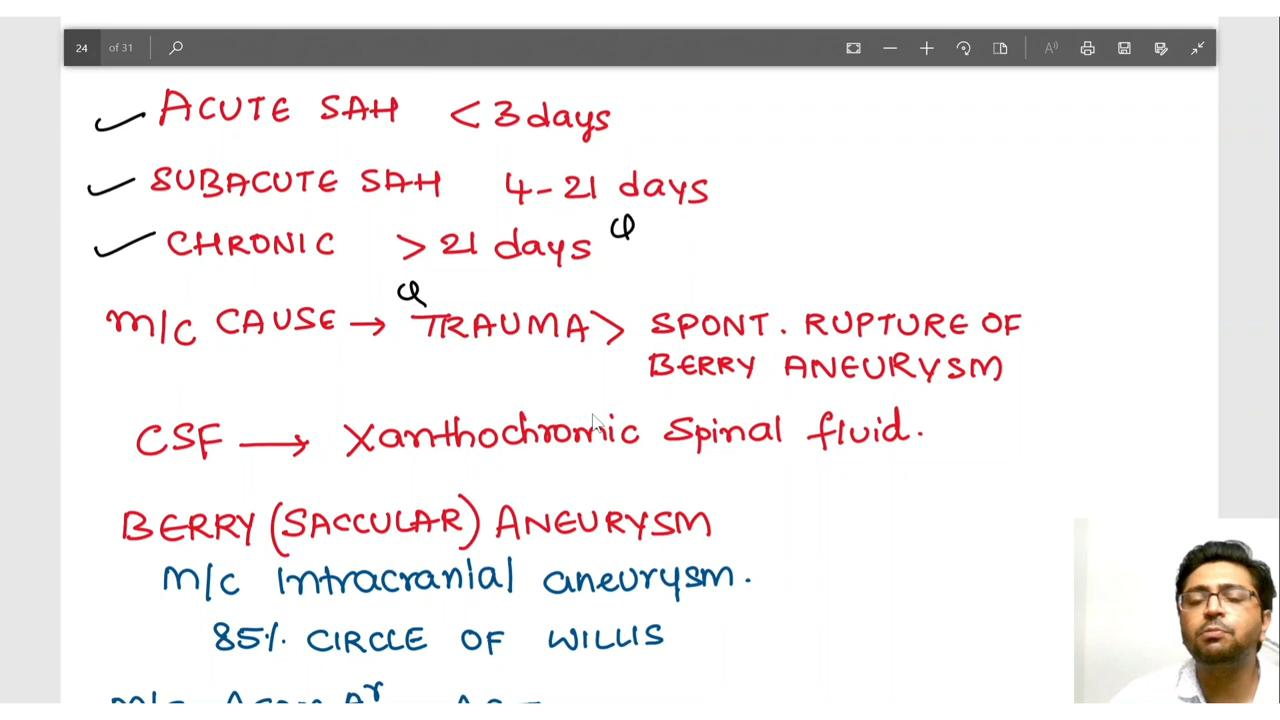 24 of 31
ACUTE SAH < 3 days
SUBACUTE SAH 4-21 days
CHRONIC > 21 days
M/C CAUSE → TRAUMA > SPONT. RUPTURE OF
BERRY ANEURYSM
CSF → Xanthochromic Spinal fluid.
BERRY (SACCULAR) ANEURYSM
M/C Intracranial aneurysm.
85% CIRCLE OF WILLIS